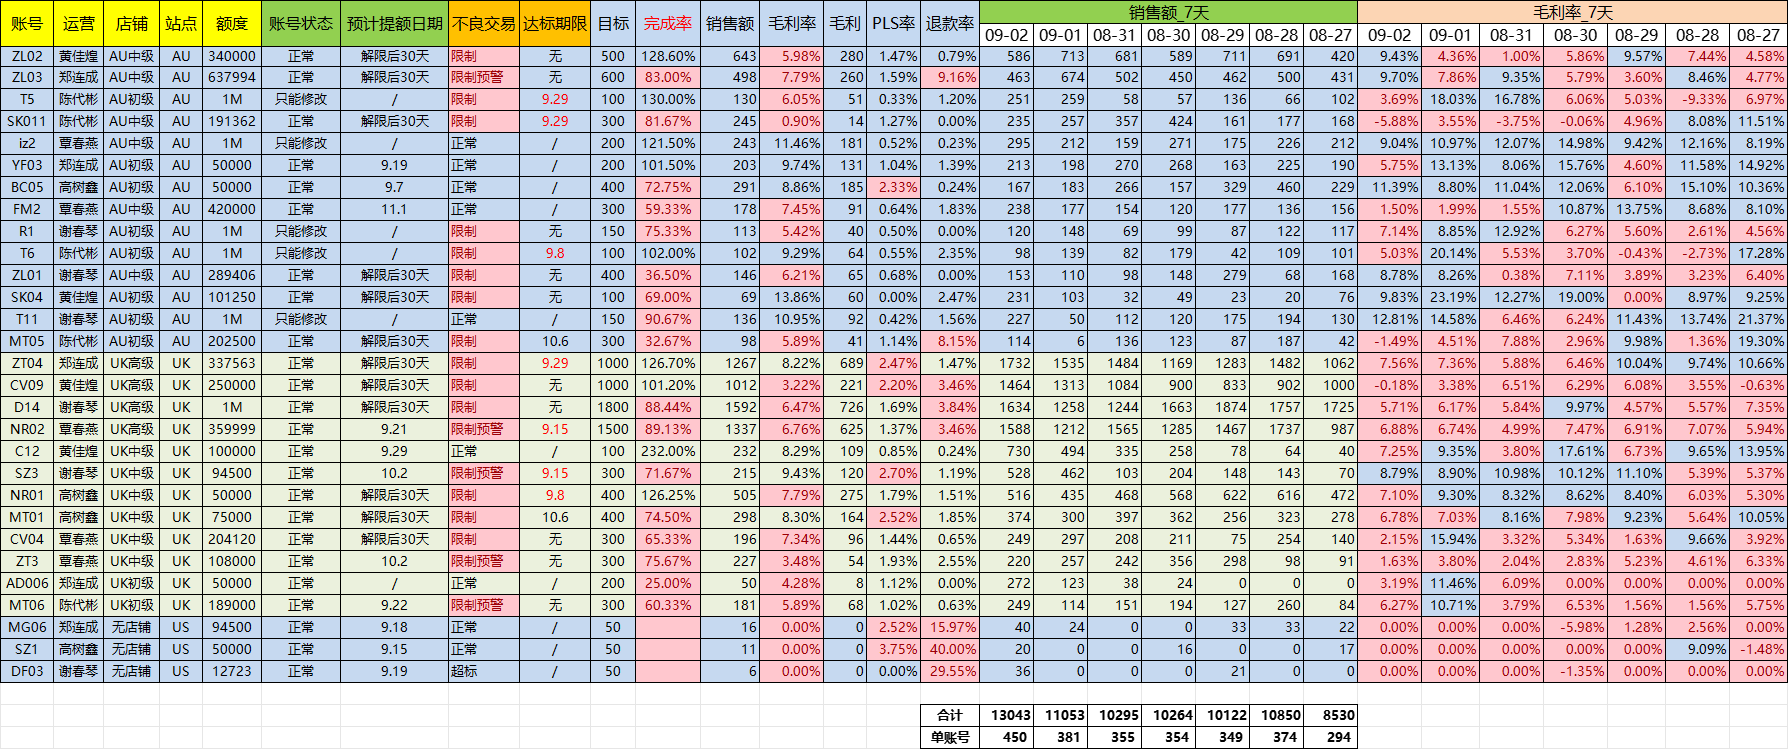 账号 运营 店铺 站点 额度 账号状态 预计提额日期 不良交易 达标期限 目标 完成率 销售额 毛利率 毛利 PLS率 退款率 销售额_7天 毛利率_7天
09-02 09-01 08-31 08-30 08-29 08-28 08-27 09-02 09-01 08-31 08-30 08-29 08-28 08-27
ZL02 黄佳煌 AU中级 AU 340000 正常 解限后30天 限制 无 500 128.60% 643 5.98% 280 1.47% 0.79% 586 713 681 589 711 691 420 9.43% 4.36% 1.00% 5.86% 9.57% 7.44% 4.58%
ZL03 郑连成 AU中级 AU 637994 正常 解限后30天 限制预警 无 600 83.00% 498 7.79% 260 1.59% 9.16% 463 674 502 450 462 500 431 9.70% 7.86% 9.35% 5.79% 3.60% 8.46% 4.77%
T5 陈代彬 AU初级 AU 1M 只能修改 / 限制 9.29 100 130.00% 130 6.05% 51 0.33% 1.20% 251 259 58 57 136 66 102 3.69% 18.03% 16.78% 6.06% 5.03% -9.33% 6.97%
SK011 陈代彬 AU中级 AU 191362 正常 解限后30天 限制 9.29 300 81.67% 245 0.90% 14 1.27% 0.00% 235 257 357 424 161 177 168 -5.88% 3.55% -3.75% -0.06% 4.96% 8.08% 11.51%
iz2 覃春燕 AU中级 AU 1M 只能修改 / 正常 / 200 121.50% 243 11.46% 181 0.52% 0.23% 295 212 159 271 175 226 212 9.04% 10.97% 12.07% 14.98% 9.42% 12.16% 8.19%
YF03 郑连成 AU初级 AU 50000 正常 9.19 正常 / 200 101.50% 203 9.74% 131 1.04% 1.39% 213 198 270 268 163 225 190 5.75% 13.13% 8.06% 15.76% 4.60% 11.58% 14.92%
BC05 高树鑫 AU初级 AU 50000 正常 9.7 正常 / 400 72.75% 291 8.86% 185 2.33% 0.24% 167 183 266 157 329 460 229 11.39% 8.80% 11.04% 12.06% 6.10% 15.10% 10.36%
FM2 覃春燕 AU中级 AU 420000 正常 11.1 正常 / 300 59.33% 178 7.45% 91 0.64% 1.83% 238 177 154 120 177 136 156 1.50% 1.99% 1.55% 10.87% 13.75% 8.68% 8.10%
R1 谢春琴 AU初级 AU 1M 只能修改 / 限制 无 150 75.33% 113 5.42% 40 0.50% 0.00% 120 148 69 99 87 122 117 7.14% 8.85% 12.92% 6.27% 5.60% 2.61% 4.56%
T6 陈代彬 AU初级 AU 1M 只能修改 / 限制 9.8 100 102.00% 102 9.29% 64 0.55% 2.35% 98 139 82 179 42 109 101 5.03% 20.14% 5.53% 3.70% -0.43% -2.73% 17.28%
ZL01 谢春琴 AU中级 AU 289406 正常 解限后30天 限制 无 400 36.50% 146 6.21% 65 0.68% 0.00% 153 110 98 148 279 68 168 8.78% 8.26% 0.38% 7.11% 3.89% 3.23% 6.40%
SK04 黄佳煌 AU初级 AU 101250 正常 解限后30天 限制 无 100 69.00% 69 13.86% 60 0.00% 2.47% 231 103 32 49 23 20 76 9.83% 23.19% 12.27% 19.00% 0.00% 8.97% 9.25%
T11 谢春琴 AU初级 AU 1M 只能修改 / 正常 / 150 90.67% 136 10.95% 92 0.42% 1.56% 227 50 112 120 175 194 130 12.81% 14.58% 6.46% 6.24% 11.43% 13.74% 21.37%
MT05 陈代彬 AU初级 AU 202500 正常 解限后30天 限制 10.6 300 32.67% 98 5.89% 41 1.14% 8.15% 114 6 136 123 87 187 42 -1.49% 4.51% 7.88% 2.96% 9.98% 1.36% 19.30%
ZT04 郑连成 UK高级 UK 337563 正常 解限后30天 限制 9.29 1000 126.70% 1267 8.22% 689 2.47% 1.47% 1732 1535 1484 1169 1283 1482 1062 7.56% 7.36% 5.88% 6.46% 10.04% 9.74% 10.66%
CV09 黄佳煌 UK高级 UK 250000 正常 解限后30天 限制 无 1000 101.20% 1012 3.22% 221 2.20% 3.46% 1464 1313 1084 900 833 902 1000 -0.18% 3.38% 6.51% 6.29% 6.08% 3.55% -0.63%
D14 谢春琴 UK高级 UK 1M 正常 解限后30天 限制 无 1800 88.44% 1592 6.47% 726 1.69% 3.84% 1634 1258 1244 1663 1874 1757 1725 5.71% 6.17% 5.84% 9.97% 4.57% 5.57% 7.35%
NR02 覃春燕 UK高级 UK 359999 正常 9.21 限制预警 9.15 1500 89.13% 1337 6.76% 625 1.37% 3.46% 1588 1212 1565 1285 1467 1737 987 6.88% 6.74% 4.99% 7.47% 6.91% 7.07% 5.94%
C12 黄佳煌 UK中级 UK 100000 正常 9.29 正常 / 100 232.00% 232 8.29% 109 0.85% 0.24% 730 494 335 258 78 64 40 7.25% 9.35% 3.80% 17.61% 6.73% 9.65% 13.95%
SZ3 谢春琴 UK中级 UK 94500 正常 10.2 限制预警 9.15 300 71.67% 215 9.43% 120 2.70% 1.19% 528 462 103 204 148 143 70 8.79% 8.90% 10.98% 10.12% 11.10% 5.39% 5.37%
NR01 高树鑫 UK中级 UK 50000 正常 解限后30天 限制 9.8 400 126.25% 505 7.79% 275 1.79% 1.51% 516 435 468 568 622 616 472 7.10% 9.30% 8.32% 8.62% 8.40% 6.03% 5.30%
MT01 高树鑫 UK中级 UK 75000 正常 解限后30天 限制 10.6 400 74.50% 298 8.30% 164 2.52% 1.85% 374 300 397 362 256 323 278 6.78% 7.03% 8.16% 7.98% 9.23% 5.64% 10.05%
CV04 覃春燕 UK中级 UK 204120 正常 解限后30天 限制 无 300 65.33% 196 7.34% 96 1.44% 0.65% 249 297 208 211 75 254 140 2.15% 15.94% 3.32% 5.34% 1.63% 9.66% 3.92%
ZT3 覃春燕 UK中级 UK 108000 正常 10.2 限制预警 无 300 75.67% 227 3.48% 54 1.93% 2.55% 220 507 242 356 298 98 91 1.63% 3.80% 2.04% 2.83% 5.23% 4.61% 6.33%
AD006 郑连成 UK初级 UK 50000 正常 / 正常 / 200 25.00% 50 4.28% 8 1.12% 0.00% 272 123 38 24 0 0 0 3.19% 11.46% 6.09% 0.00% 0.00% 0.00% 0.00%
MT06 陈代彬 UK初级 UK 189000 正常 9.22 限制预警 无 300 60.33% 181 5.89% 68 1.02% 0.63% 249 114 151 194 127 260 84 6.27% 10.71% 3.79% 6.53% 1.56% 1.56% 5.75%
MG06 郑连成 无店铺 US 94500 正常 9.18 正常 / 50 16 0.00% 0 2.52% 15.97% 40 24 0 0 33 33 22 0.00% 0.00% 0.00% -5.98% 1.28% 2.56% 0.00%
SZ1 高树鑫 无店铺 US 50000 正常 9.15 正常 / 50 11 0.00% 0 3.75% 40.00% 20 0 0 16 0 0 17 0.00% 0.00% 0.00% 0.00% 0.00% 9.09% -1.48%
DF03 谢春琴 无店铺 US 12723 正常 9.19 超标 / 50 6 0.00% 0 0.00% 29.55% 36 0 0 0 21 0 0 0.00% 0.00% 0.00% -1.35% 0.00% 0.00% 0.00%
合计 13043 11053 10295 10264 10122 10850 8530
单账号 450 381 355 354 349 374 294